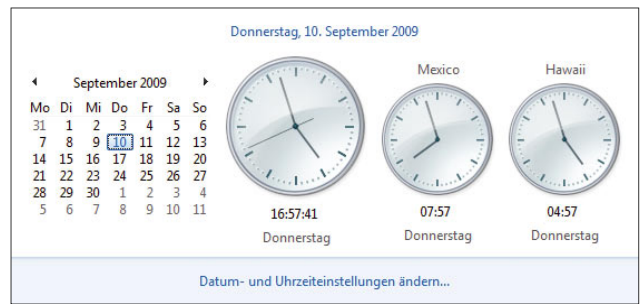 Donnerstag, 10. September 2009
September 2009
Mo Di Mi Do Fr Sa So
31 1 2 3 4 5 6
7 8 9 10 11 12 13
14 15 16 17 18 19 20
21 22 23 24 25 26 27
28 29 30 1 2 3 4
5 6 7 8 9 10 11
16:57:41
Donnerstag
Mexico
07:57
Donnerstag
Hawaii
04:57
Donnerstag
Datum- und Uhrzeiteinstellungen ändern...